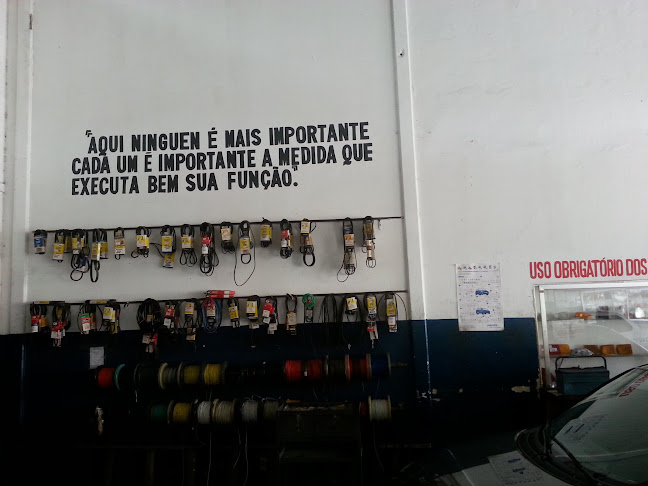 "AQUI NINGUEN É MAIS IMPORTANTE
CADA UM É IMPORTANTE A MEDIDA QUE
EXECUTA BEM SUA FUNÇÃO."
USO OBRIGATÓRIO DOS